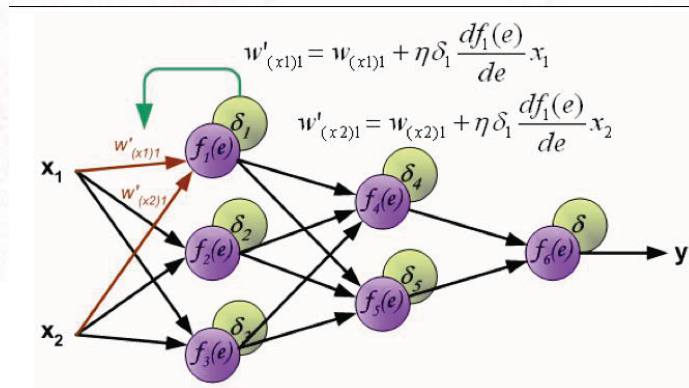 w'(x1)1 = w(x1)1 + ηδ1 df1(e)/de x1
w'(x2)1 = w(x2)1 + ηδ1 df1(e)/de x2
δ1
f1(e)
w'(x1)1
x1
w'(x2)1
δ4
f4(e)
δ2
f2(e)
δ
f6(e)
y
δ5
f5(e)
x2
δ3
f3(e)